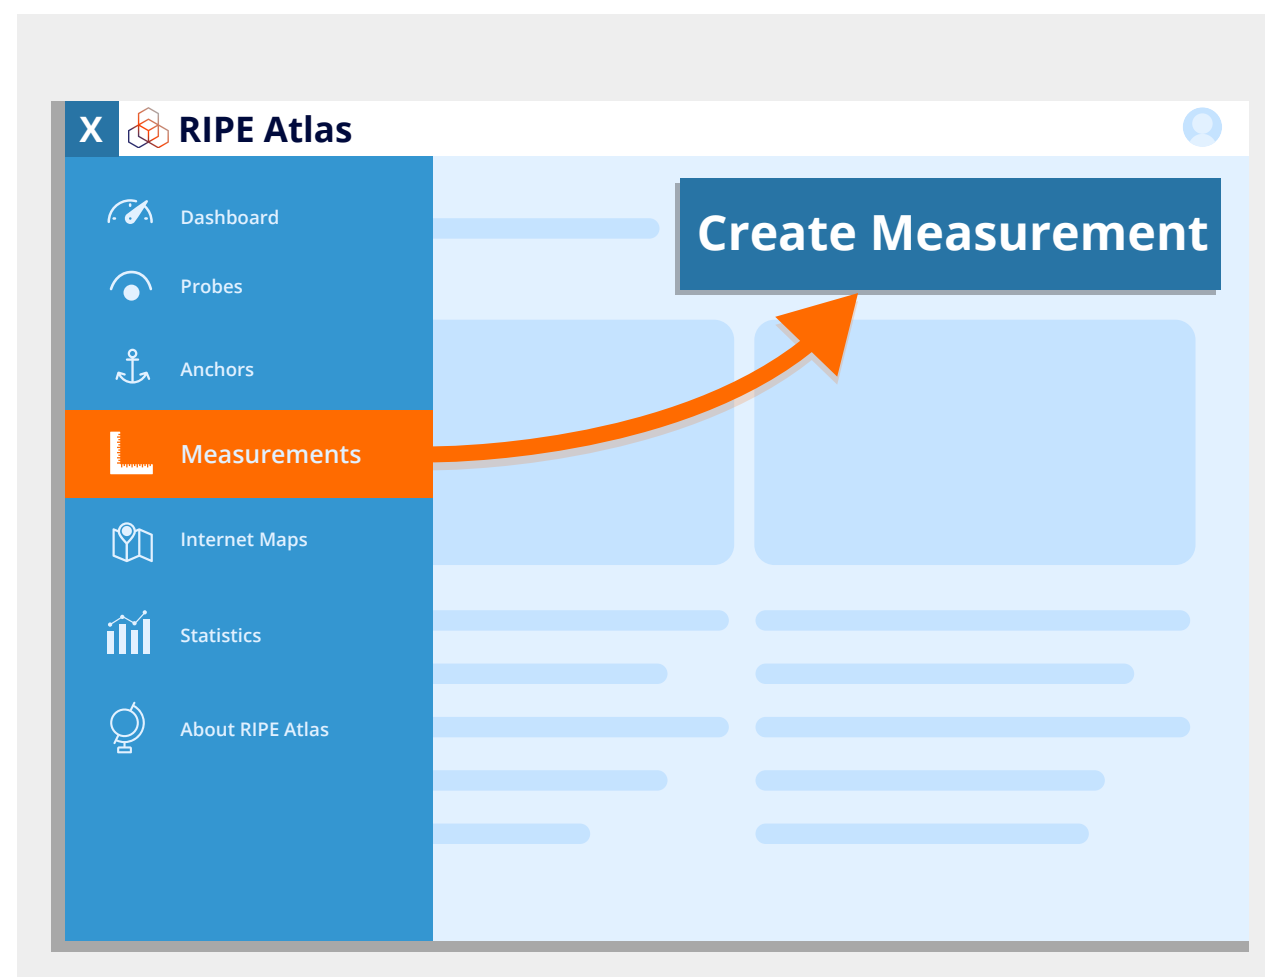 X RIPE Atlas
Create Measurement
Dashboard
Probes
Anchors
Measurements
Internet Maps
Statistics
About RIPE Atlas